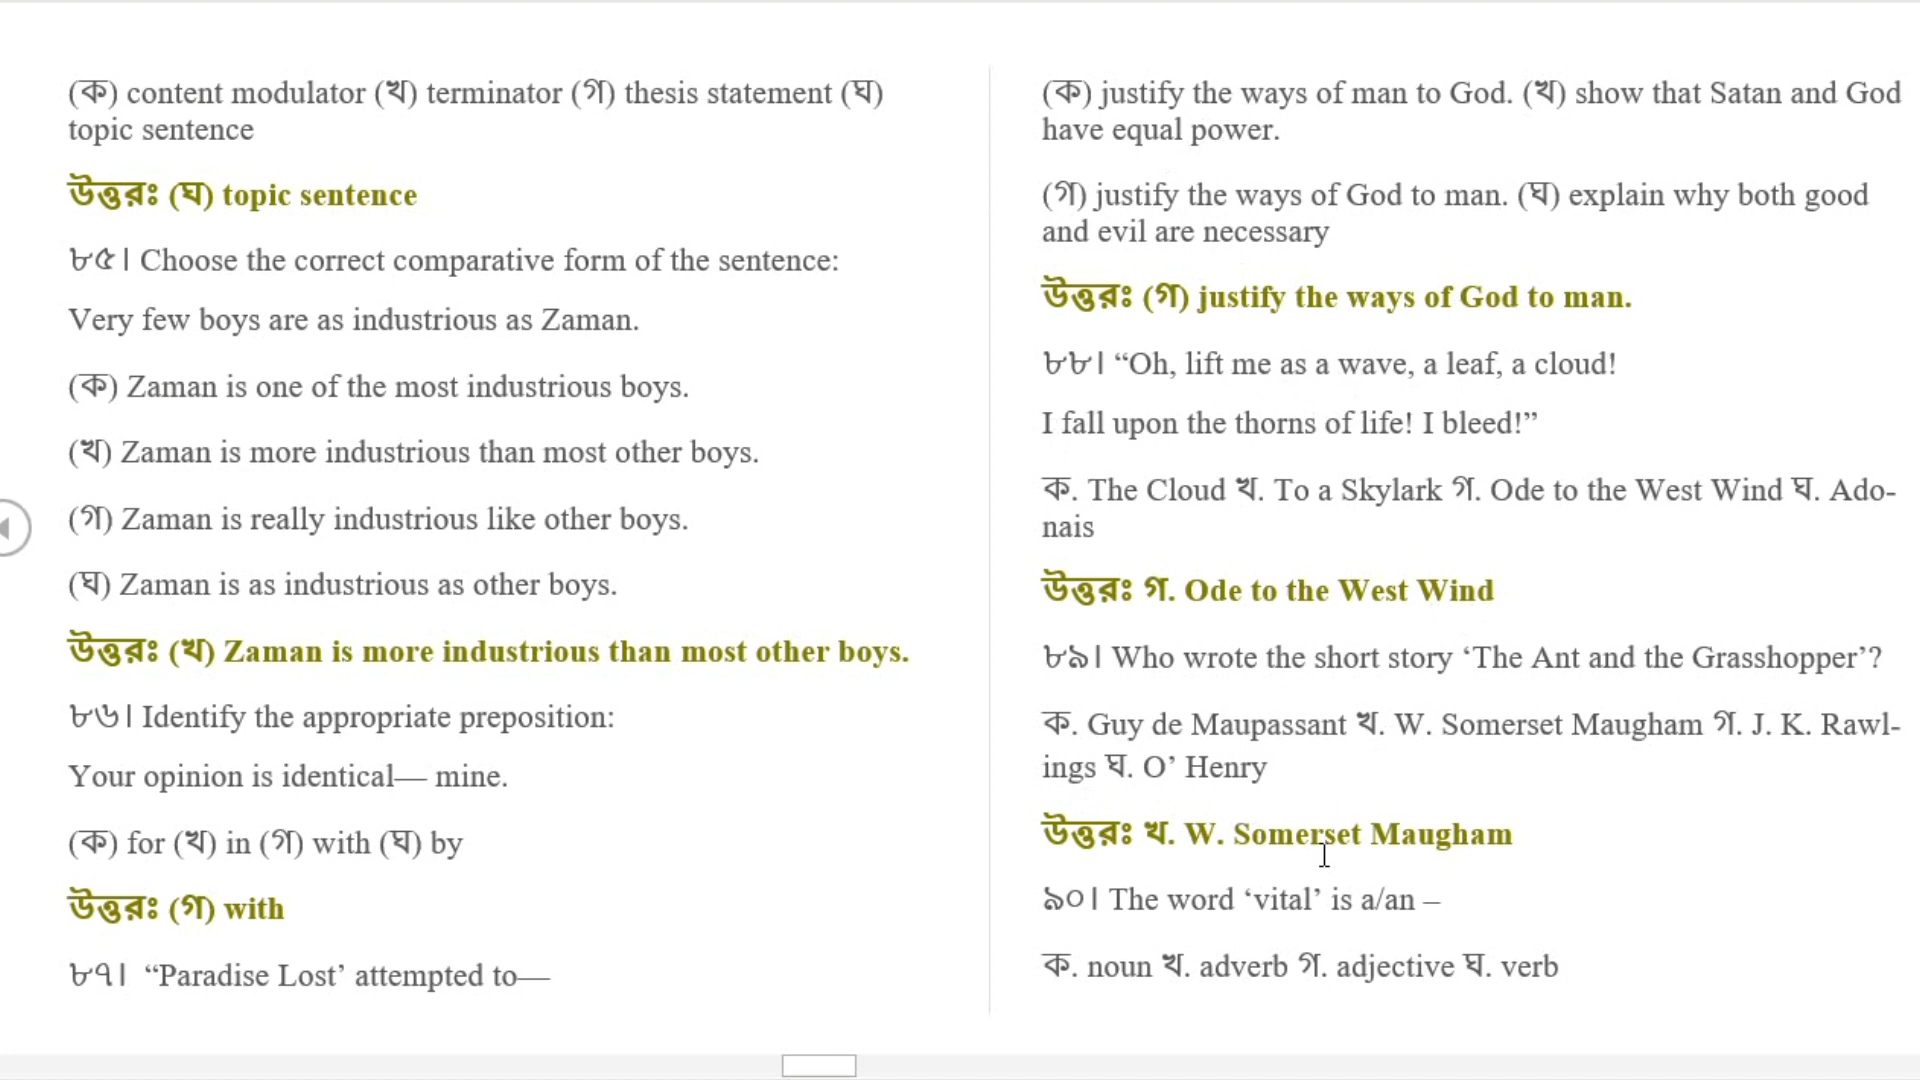 (ক) content modulator (খ) terminator (গ) thesis statement (ঘ)
topic sentence
উত্তরঃ (ঘ) topic sentence
৮৫। Choose the correct comparative form of the sentence:
Very few boys are as industrious as Zaman.
(ক) Zaman is one of the most industrious boys.
(খ) Zaman is more industrious than most other boys.
(গ) Zaman is really industrious like other boys.
(ঘ) Zaman is as industrious as other boys.
উত্তরঃ (খ) Zaman is more industrious than most other boys.
৮৬। Identify the appropriate preposition:
Your opinion is identical— mine.
(ক) for (খ) in (গ) with (ঘ) by
উত্তরঃ (গ) with
৮৭। “Paradise Lost’ attempted to—
(ক) justify the ways of man to God. (খ) show that Satan and God
have equal power.
(গ) justify the ways of God to man. (ঘ) explain why both good
and evil are necessary
উত্তরঃ (গ) justify the ways of God to man.
৮৮। “Oh, lift me as a wave, a leaf, a cloud!
I fall upon the thorns of life! I bleed!”
ক. The Cloud খ. To a Skylark গ. Ode to the West Wind ঘ. Ado-
nais
উত্তরঃ গ. Ode to the West Wind
৮৯। Who wrote the short story ‘The Ant and the Grasshopper’?
ক. Guy de Maupassant খ. W. Somerset Maugham গ. J. K. Rawl-
ings ঘ. O’ Henry
উত্তরঃ খ. W. Somerset Maugham
৯০। The word ‘vital’ is a/an –
ক. noun খ. adverb গ. adjective ঘ. verb